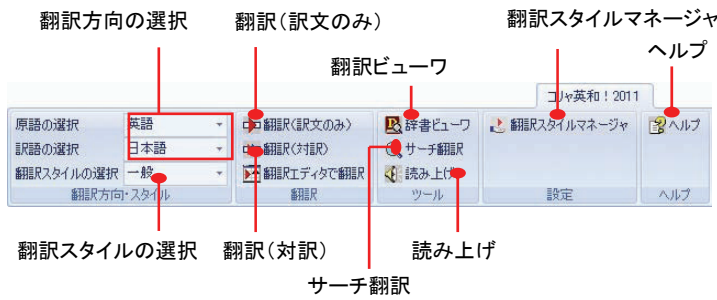 翻訳方向の選択
翻訳(訳文のみ)
翻訳スタイルマネージャ
翻訳ビューワ
ヘルプ
コリャ英和!2011
原語の選択 英語
訳語の選択 日本語
翻訳スタイルの選択 一般
翻訳方向・スタイル
翻訳(訳文のみ)
翻訳(対訳)
翻訳エディタで翻訳
翻訳
辞書ビューワ
サーチ翻訳
読み上げ
ツール
翻訳スタイルマネージャ
設定
ヘルプ
ヘルプ
翻訳スタイルの選択
翻訳(対訳)
読み上げ
サーチ翻訳